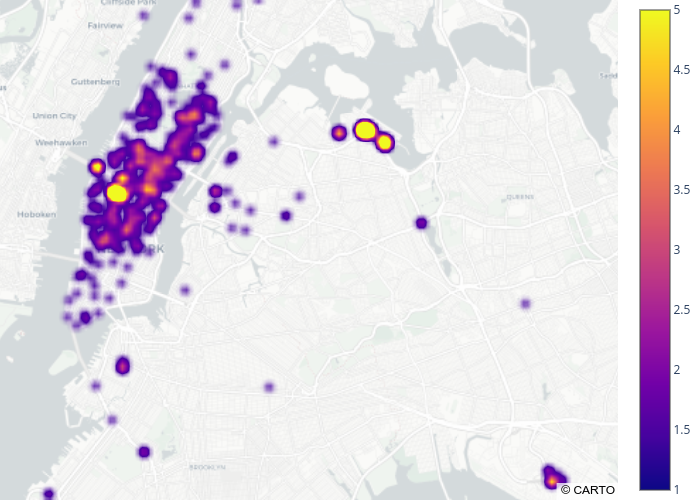 Cliffside Park
Fairview
Guttenberg
Union City
Weehawken
Hoboken
RK
QUEENS
BROOKLYN
© CARTO
5
4.5
4
3.5
3
2.5
2
1.5
1